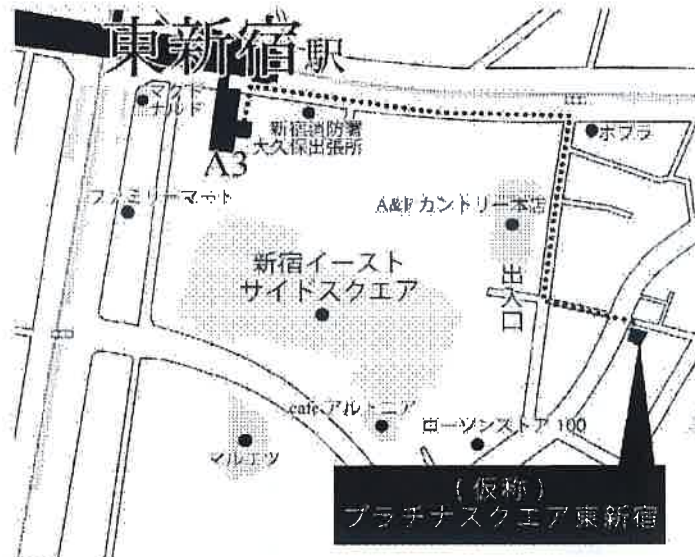 東新宿駅
マクドナルド
新宿消防署
大久保出張所
ポプラ
A3
ファミリーマート
A&Fカントリー本店
新宿イースト
サイドスクエア
出入口
cafe.アルトニア
ローソンストア100
マルエツ
(仮称)
プラチナスクエア東新宿